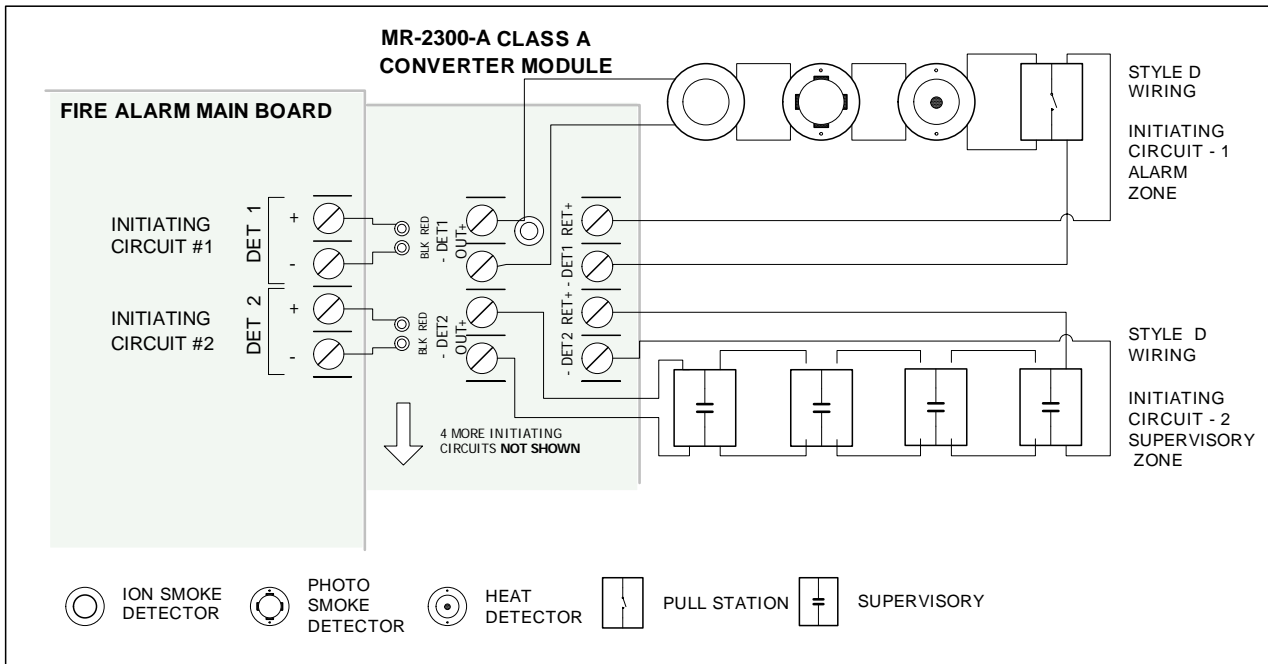 MR-2300-A CLASS A
CONVERTER MODULE
FIRE ALARM MAIN BOARD
STYLE D
WIRING
INITIATING
CIRCUIT - 1
ALARM
ZONE
INITIATING
CIRCUIT #1
DET 1
+
-
BLK RED
- DET1
OUT+
- DET1 RET+
INITIATING
CIRCUIT #2
DET 2
+
-
BLK RED
- DET2
OUT+
- DET2 RET+
4 MORE INITIATING
CIRCUITS NOT SHOWN
STYLE D
WIRING
INITIATING
CIRCUIT - 2
SUPERVISORY
ZONE
ION SMOKE
DETECTOR
PHOTO
SMOKE
DETECTOR
HEAT
DETECTOR
PULL STATION
SUPERVISORY